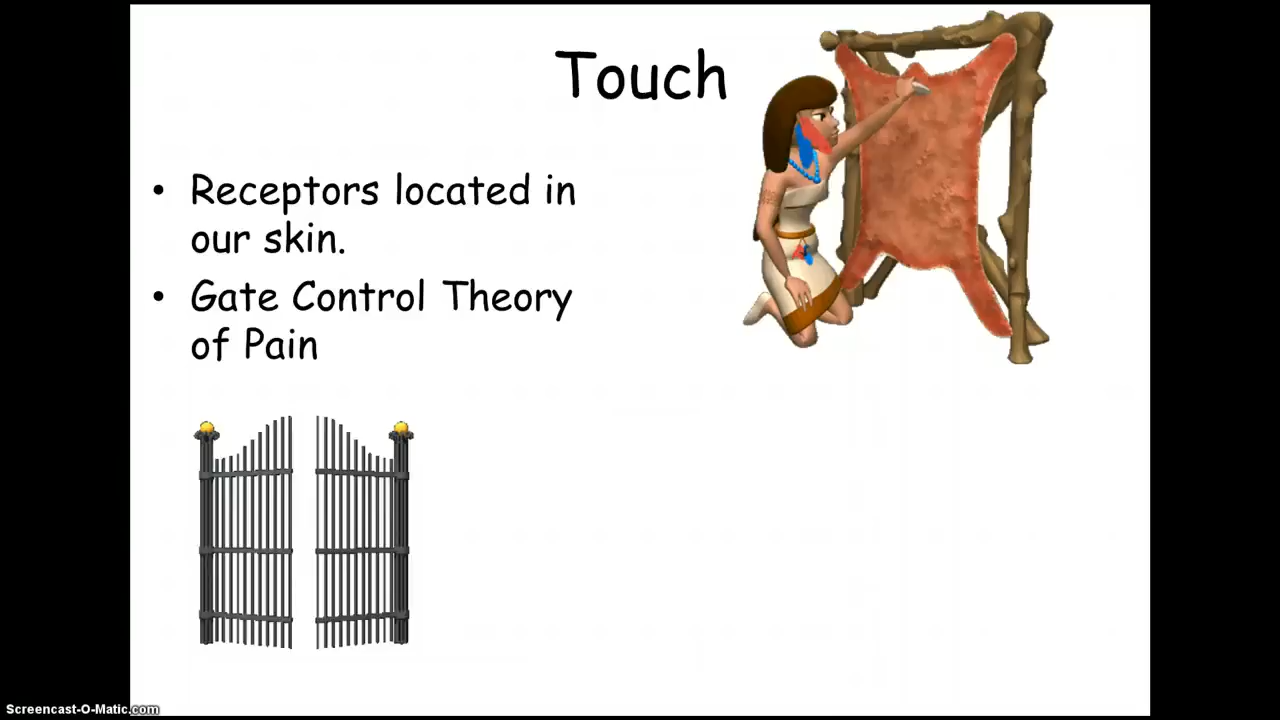 Touch
• Receptors located in
our skin.
• Gate Control Theory
of Pain
Screencast-O-Matic.com